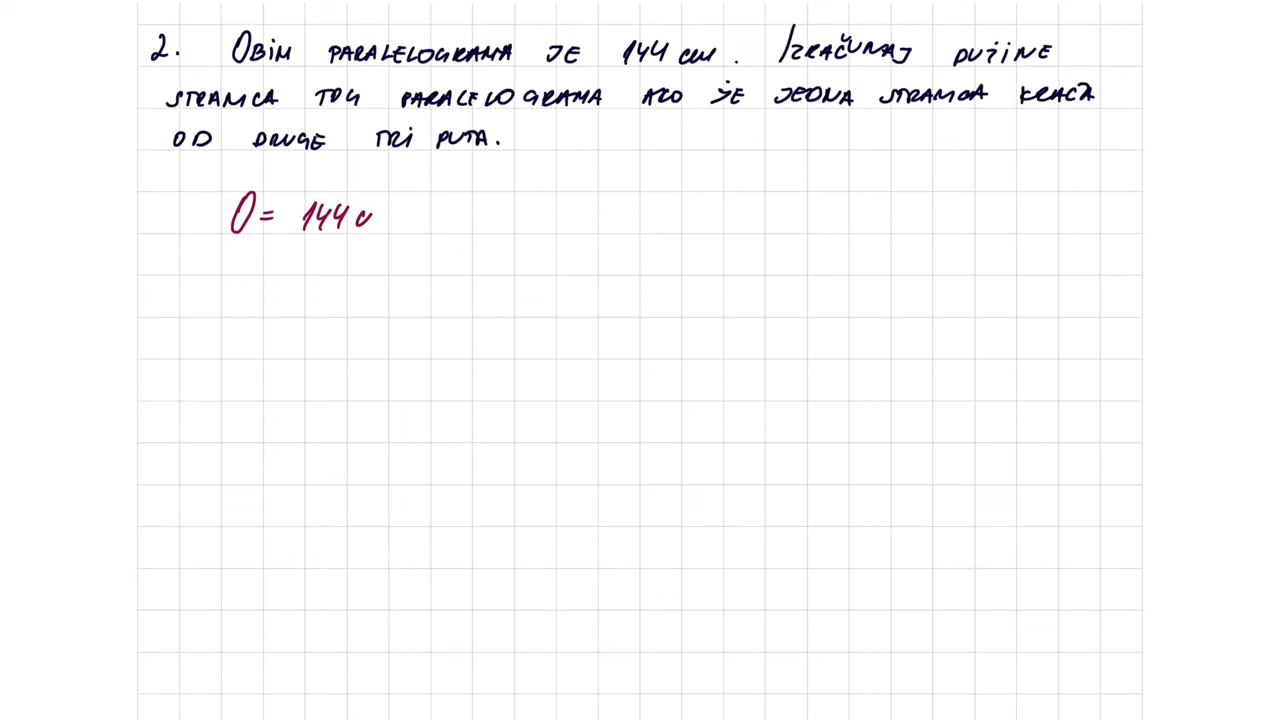 2. OBIM PARALELOGRAMA JE 144 cm. IZRAČUNAJ DUŽINE
STRANICA TOG PARALELOGRAMA AKO JE JEDNA STRANICA KRAĆA
OD DRUGE TRI PUTA.
O = 144 c